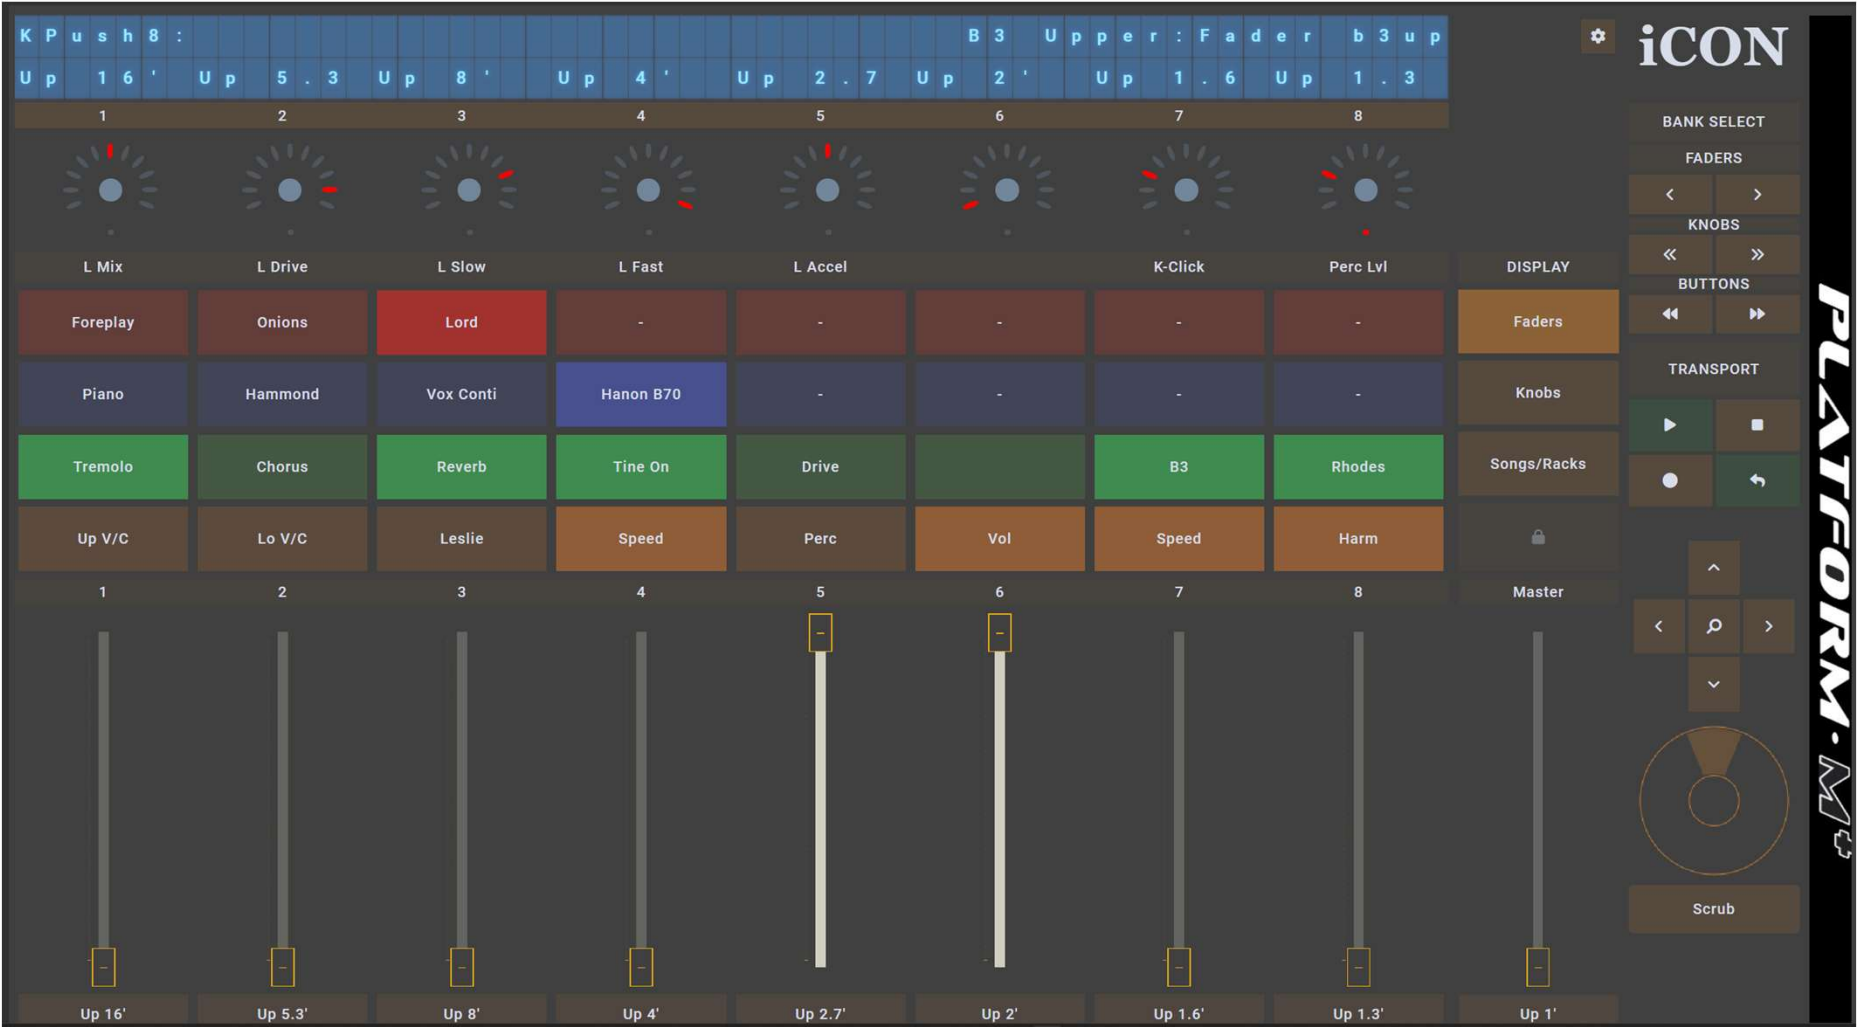 KPush8: B3 Upper:Fader b3up
Up 16' Up 5.3 Up 8' Up 4' Up 2.7 Up 2' Up 1.6 Up 1.3
1 2 3 4 5 6 7 8
L Mix L Drive L Slow L Fast L Accel K-Click Perc Lvl DISPLAY
Foreplay Onions Lord - - - - - Faders
Piano Hammond Vox Conti Hanon B70 - - - - Knobs
Tremolo Chorus Reverb Tine On Drive B3 Rhodes Songs/Racks
Up V/C Lo V/C Leslie Speed Perc Vol Speed Harm
1 2 3 4 5 6 7 8 Master
Up 16' Up 5.3' Up 8' Up 4' Up 2.7' Up 2' Up 1.6' Up 1.3' Up 1'
iCON
BANK SELECT
FADERS
KNOBS
BUTTONS
TRANSPORT
Scrub
PLATFORM·M+